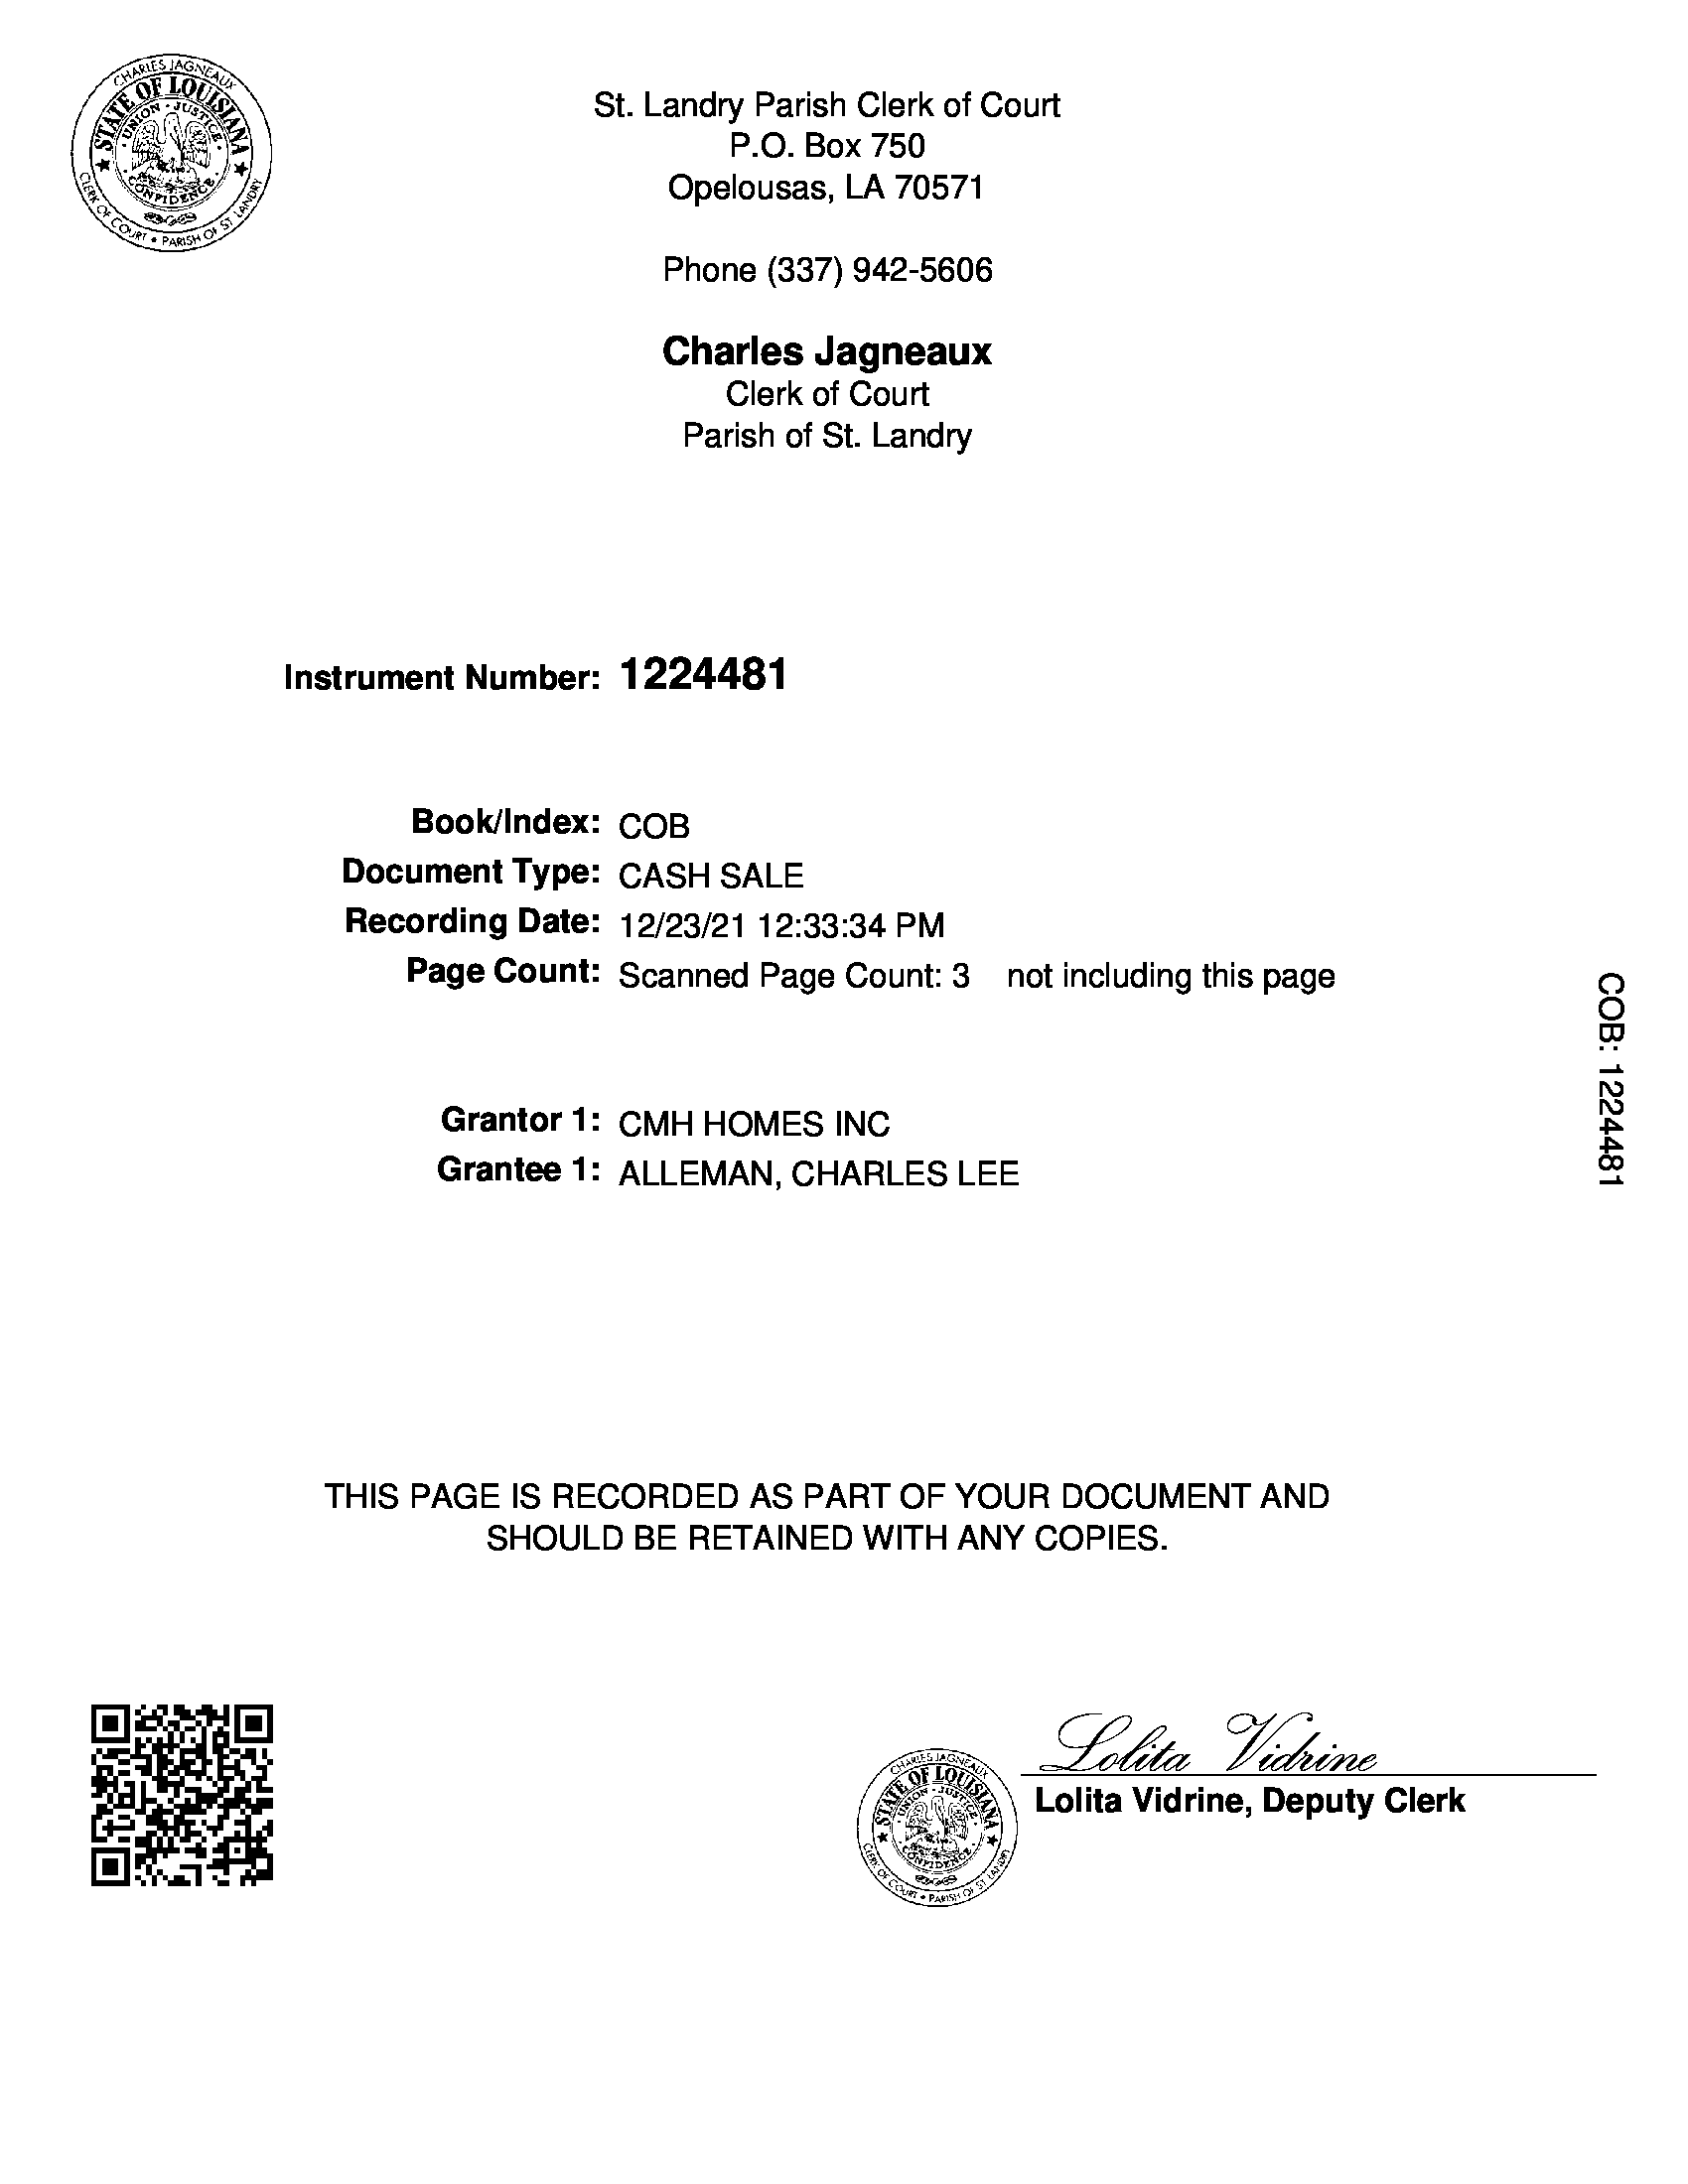 CHARLES JAGNEAUX
STATE OF LOUISIANA
UNION · JUSTICE
CONFIDENCE
CLERK OF COURT • PARISH OF ST LANDRY
St. Landry Parish Clerk of Court
P.O. Box 750
Opelousas, LA 70571
Phone (337) 942-5606
Charles Jagneaux
Clerk of Court
Parish of St. Landry
Instrument Number: 1224481
Book/Index: COB
Document Type: CASH SALE
Recording Date: 12/23/21 12:33:34 PM
Page Count: Scanned Page Count: 3 not including this page
Grantor 1: CMH HOMES INC
Grantee 1: ALLEMAN, CHARLES LEE
COB: 1224481
THIS PAGE IS RECORDED AS PART OF YOUR DOCUMENT AND
SHOULD BE RETAINED WITH ANY COPIES.
Lolita Vidrine
Lolita Vidrine, Deputy Clerk
CHARLES JAGNEAUX
STATE OF LOUISIANA
UNION · JUSTICE
CONFIDENCE
CLERK OF COURT • PARISH OF ST LANDRY